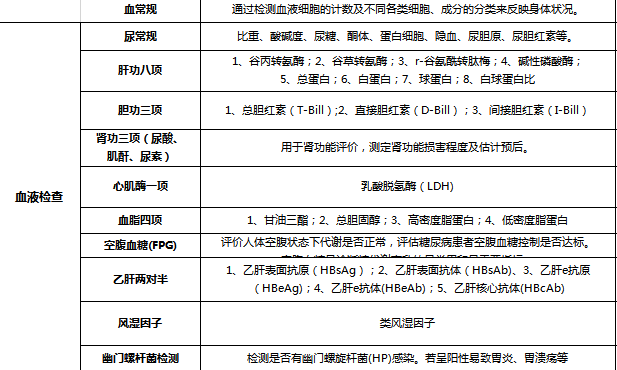 血常规
通过检测血液细胞的计数及不同各类细胞、成分的分类来反映身体状况。
尿常规
比重、酸碱度、尿糖、酮体、蛋白细胞、隐血、尿胆原、尿胆红素等。
肝功八项
1、谷丙转氨酶；2、谷草转氨酶；3、r-谷氨酰转肽梅；4、碱性磷酸酶；
5、总蛋白；6、白蛋白；7、球蛋白；8、白球蛋白比
胆功三项
1、总胆红素（T-Bill）;2、直接胆红素（D-Bill）；3、间接胆红素（I-Bill）
肾功三项（尿酸、
肌酐、尿素）
用于肾功能评价，测定肾功能损害程度及估计预后。
血液检查
心肌酶一项
乳酸脱氨酶（LDH)
血脂四项
1、甘油三酯；2、总胆固醇；3、高密度脂蛋白；4、低密度脂蛋白
空腹血糖(FPG)
评价人体空腹状态下代谢是否正常，评估糖尿病患者空腹血糖控制是否达标。
乙肝两对半
1、乙肝表面抗原（HBsAg）；2、乙肝表面抗体（HBsAb)、3、乙肝e抗原
（HBeAg)；4、乙肝e抗体(HBeAb)；5、乙肝核心抗体(HBcAb)
风湿因子
类风湿因子
幽门螺杆菌检测
检测是否有幽门螺旋杆菌(HP)感染。若呈阳性易致胃炎、胃溃疡等